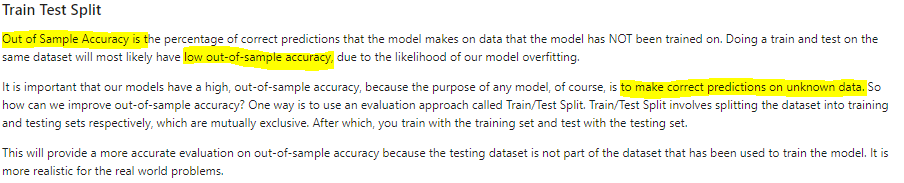 Train Test Split
Out of Sample Accuracy is the percentage of correct predictions that the model makes on data that the model has NOT been trained on. Doing a train and test on the
same dataset will most likely have low out-of-sample accuracy, due to the likelihood of our model overfitting.
It is important that our models have a high, out-of-sample accuracy, because the purpose of any model, of course, is to make correct predictions on unknown data. So
how can we improve out-of-sample accuracy? One way is to use an evaluation approach called Train/Test Split. Train/Test Split involves splitting the dataset into training
and testing sets respectively, which are mutually exclusive. After which, you train with the training set and test with the testing set.
This will provide a more accurate evaluation on out-of-sample accuracy because the testing dataset is not part of the dataset that has been used to train the model. It is
more realistic for the real world problems.